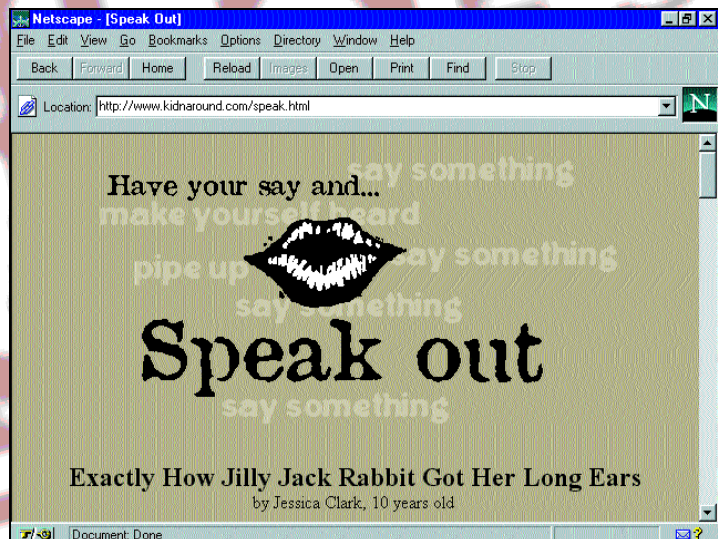 Netscape - [Speak Out]
File Edit View Go Bookmarks Options Directory Window Help
Back Forward Home Reload Images Open Print Find Stop
Location: http://www.kidnaround.com/speak.html
N
say something
Have your say and...
make yourself heard
say something
pipe up
say something
Speak out
say something
Exactly How Jilly Jack Rabbit Got Her Long Ears
by Jessica Clark, 10 years old
Document: Done